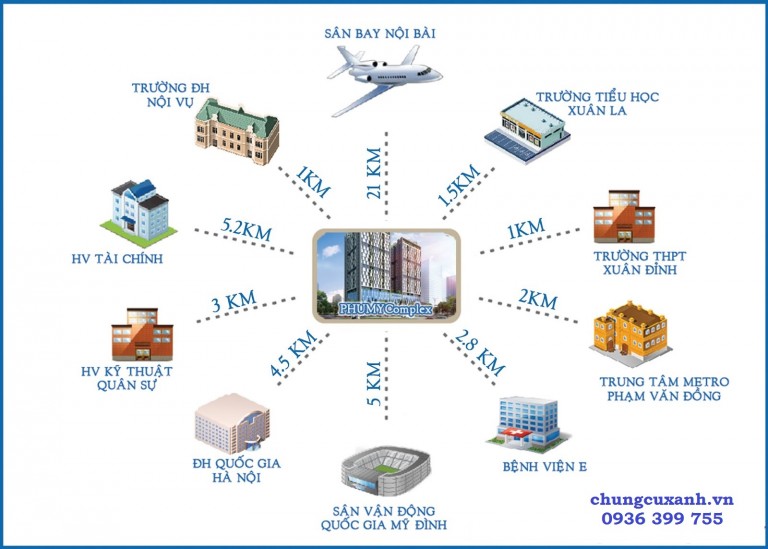 SÂN BAY NỘI BÀI
TRƯỜNG ĐH
NỘI VỤ
TRƯỜNG TIỂU HỌC
XUÂN LA
21 KM
1KM
1.5KM
5.2KM
1KM
HV TÀI CHÍNH
TRƯỜNG THPT
XUÂN ĐỈNH
3 KM
2KM
PHUMYComplex
HV KỸ THUẬT
QUÂN SỰ
4.5 KM
5 KM
2.8 KM
TRUNG TÂM METRO
PHẠM VĂN ĐỒNG
ĐH QUỐC GIA
HÀ NỘI
BỆNH VIỆN E
SÂN VẬN ĐỘNG
QUỐC GIA MỸ ĐÌNH
chungcuxanh.vn
0936 399 755